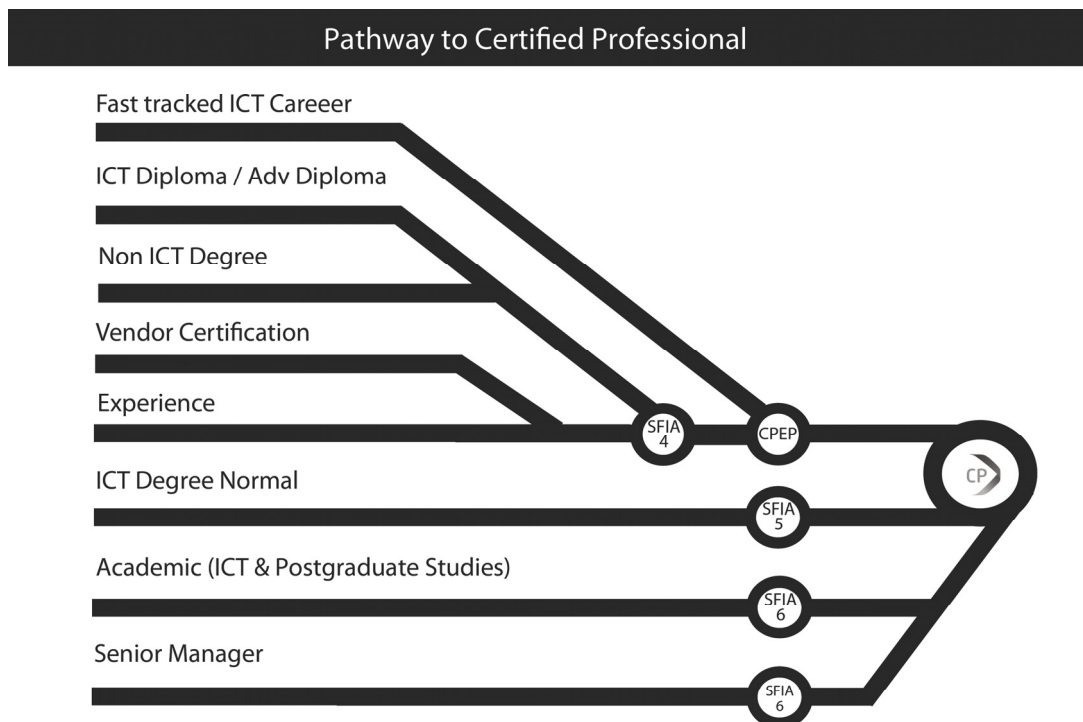 Pathway to Certified Professional
Fast tracked ICT Careeer
ICT Diploma / Adv Diploma
Non ICT Degree
Vendor Certification
Experience
SFIA
4
CPEP
CP
ICT Degree Normal
SFIA
5
Academic (ICT & Postgraduate Studies)
SFIA
6
Senior Manager
SFIA
6